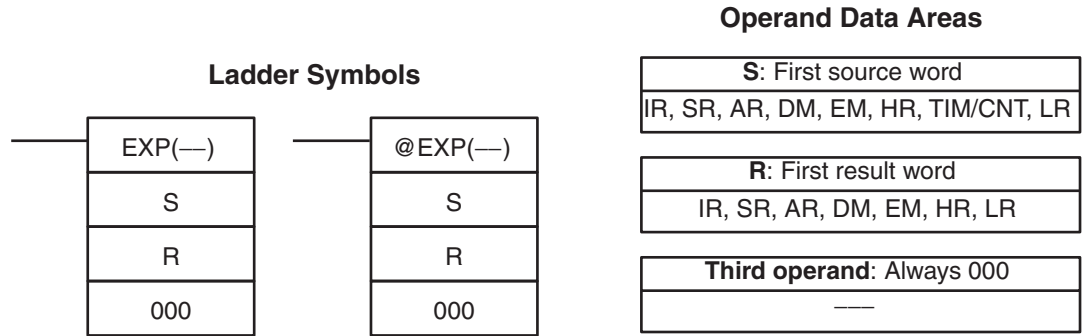 Ladder Symbols
EXP(––)
S
R
000
@EXP(––)
S
R
000
Operand Data Areas
S: First source word
IR, SR, AR, DM, EM, HR, TIM/CNT, LR
R: First result word
IR, SR, AR, DM, EM, HR, LR
Third operand: Always 000
–––